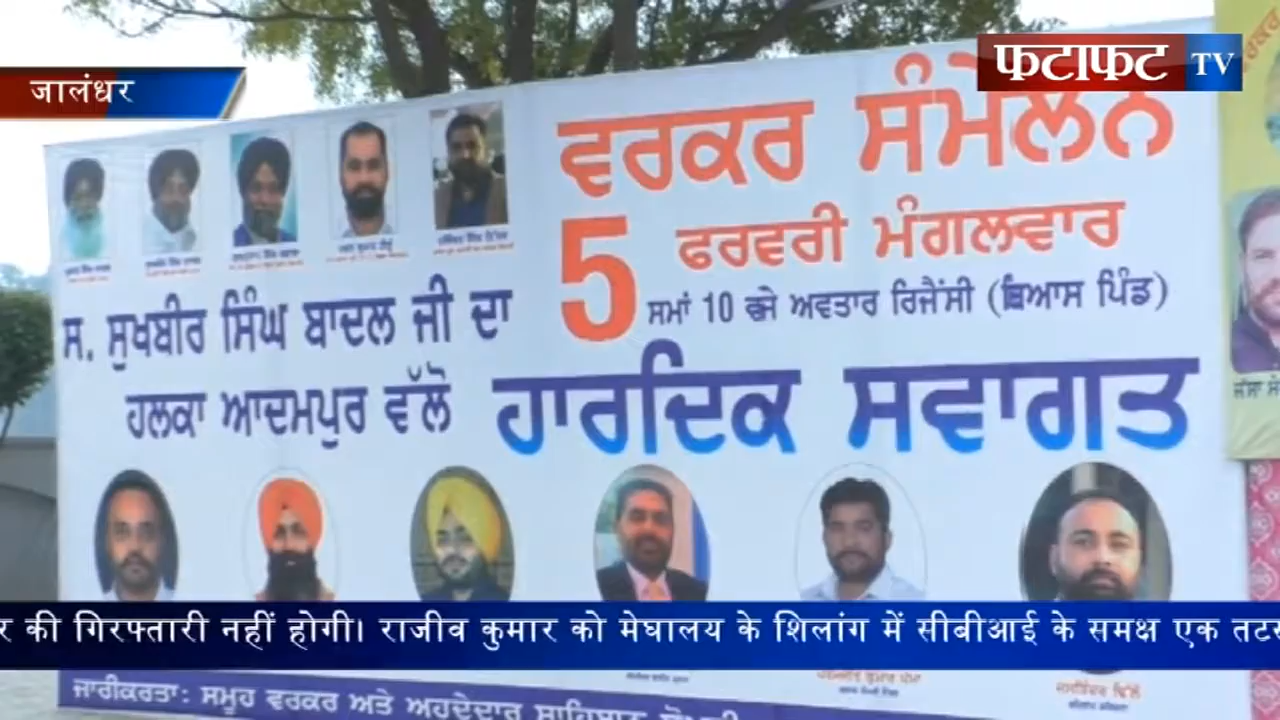 फटाफट TV
जालंधर
ਵਰਕਰ ਸੰਮੇਲਨ
5 ਫਰਵਰੀ ਮੰਗਲਵਾਰ
ਸਮਾਂ 10 ਵਜੇ ਅਵਤਾਰ ਰਿਜੈਂਸੀ (ਬਿਆਸ ਪਿੰਡ)
ਸ. ਸੁਖਬੀਰ ਸਿੰਘ ਬਾਦਲ ਜੀ ਦਾ
ਹਲਕਾ ਆਦਮਪੁਰ ਵੱਲੋਂ ਹਾਰਦਿਕ ਸਵਾਗਤ
र की गिरफ्तारी नहीं होगी। राजीव कुमार को मेघालय के शिलांग में सीबीआई के समक्ष एक तटस
ਜਾਰੀਕਰਤਾ: ਸਮੂਹ ਵਰਕਰ ਅਤੇ ਅਹੁਦੇਦਾਰ ਸਾਹਿਬਾਨ